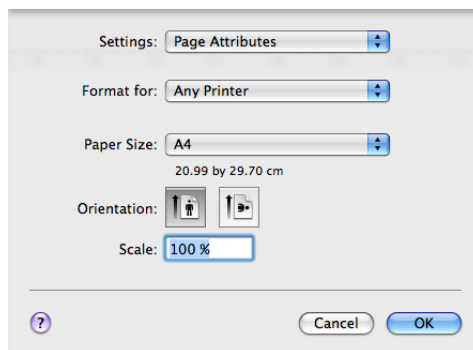 Settings: Page Attributes
Format for: Any Printer
Paper Size: A4
20.99 by 29.70 cm
Orientation:
Scale: 100 %
? Cancel OK